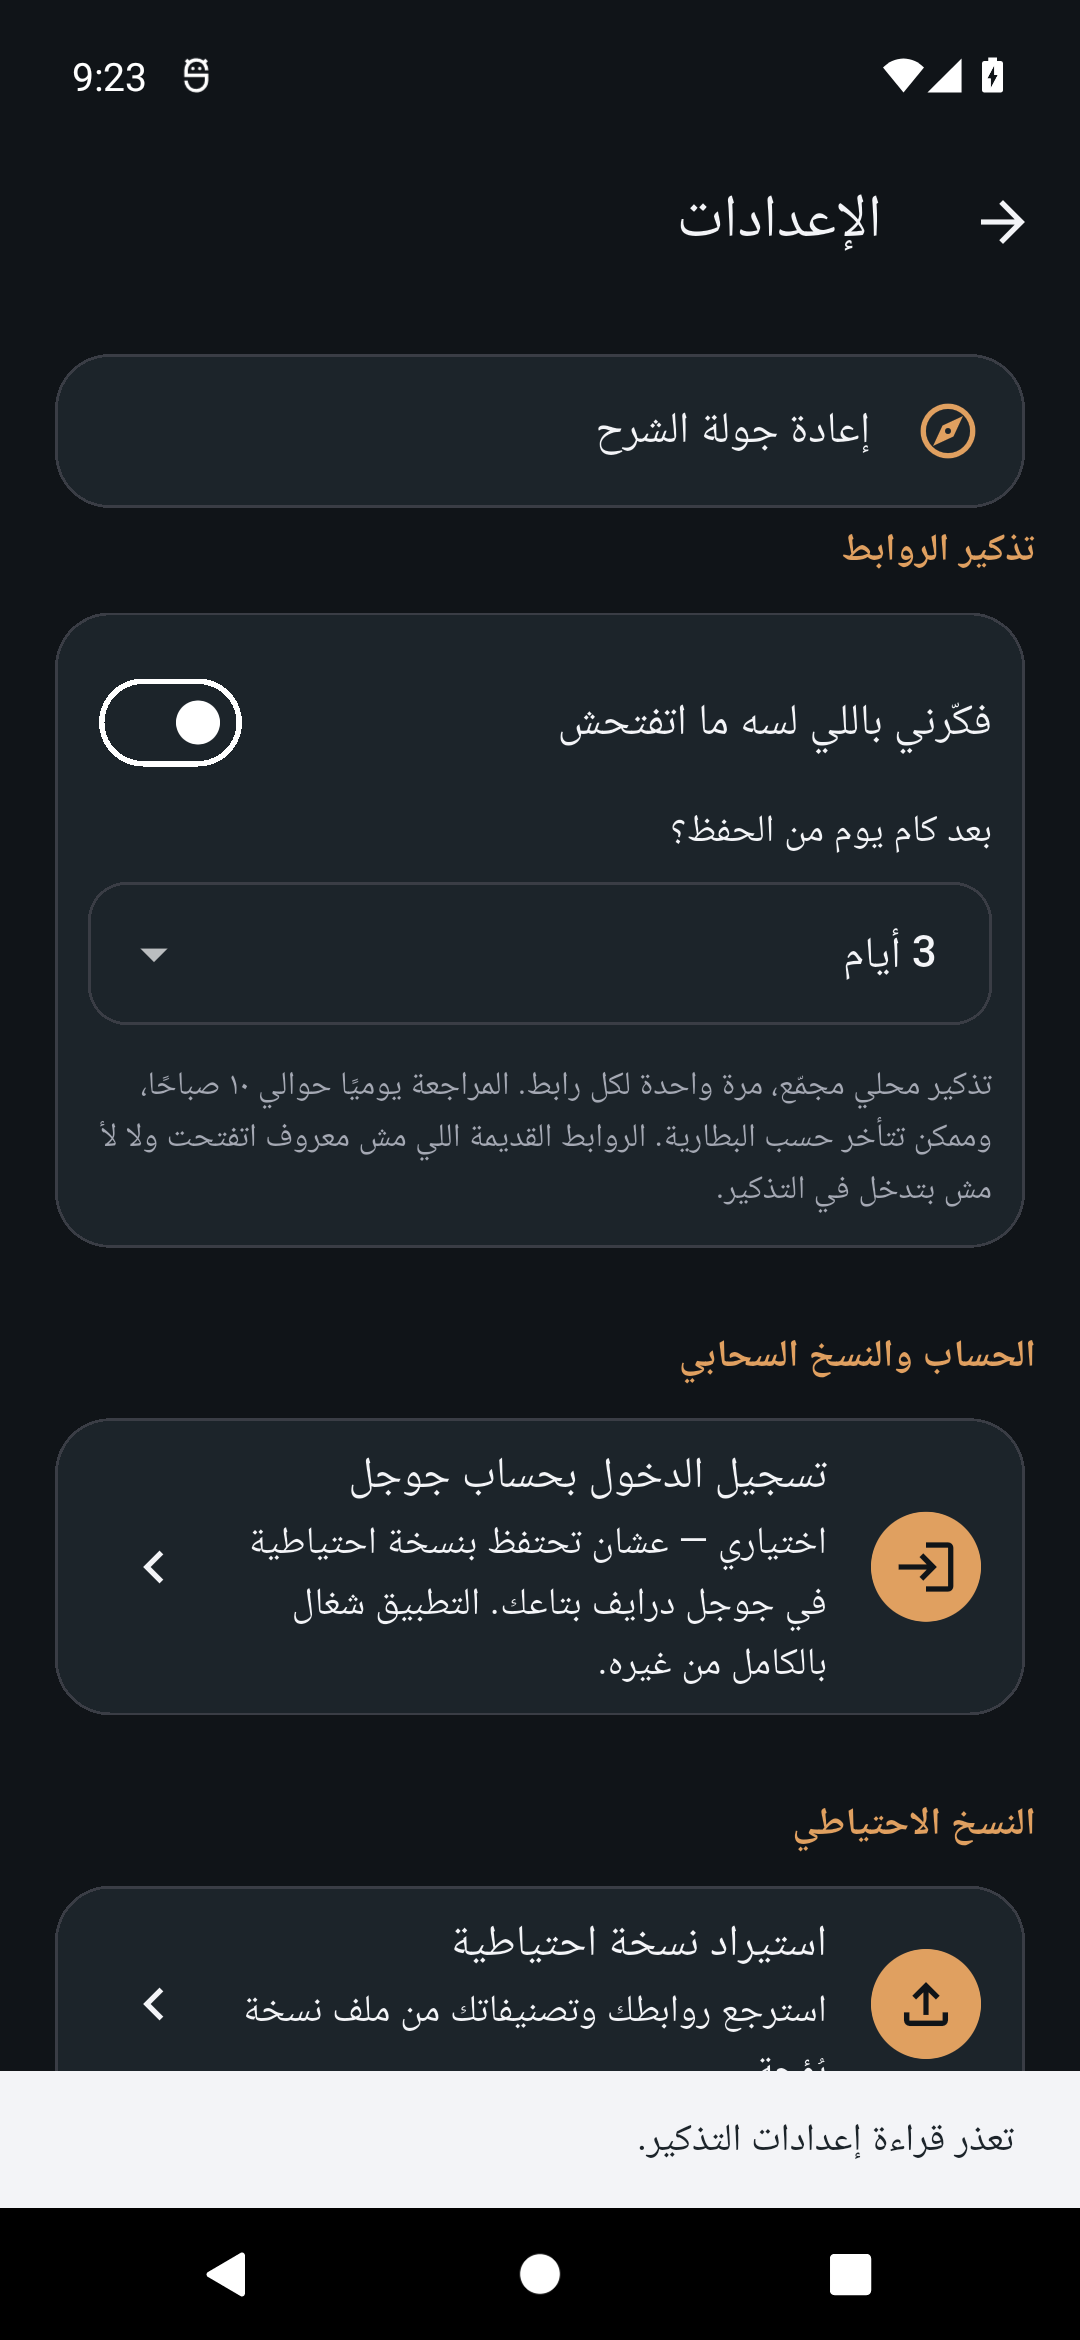 9:23
الإعدادات
إعادة جولة الشرح
تذكير الروابط
فكّرني باللي لسه ما اتفتحش
بعد كام يوم من الحفظ؟
3 أيام
تذكير محلي مجمّع، مرة واحدة لكل رابط. المراجعة يوميًا حوالي ١٠ صباحًا،
وممكن تتأخر حسب البطارية. الروابط القديمة اللي مش معروف اتفتحت ولا لأ
مش بتدخل في التذكير.
الحساب والنسخ السحابي
تسجيل الدخول بحساب جوجل
اختياري — عشان تحتفظ بنسخة احتياطية
في جوجل درايف بتاعك. التطبيق شغال
بالكامل من غيره.
النسخ الاحتياطي
استيراد نسخة احتياطية
استرجع روابطك وتصنيفاتك من ملف نسخة
تعذر قراءة إعدادات التذكير.